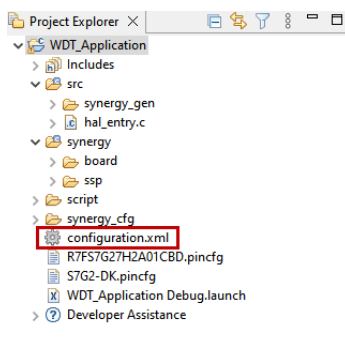 Project Explorer
WDT_Application
Includes
src
synergy_gen
hal_entry.c
synergy
board
ssp
script
synergy_cfg
configuration.xml
R7FS7G27H2A01CBD.pincfg
S7G2-DK.pincfg
WDT_Application Debug.launch
Developer Assistance